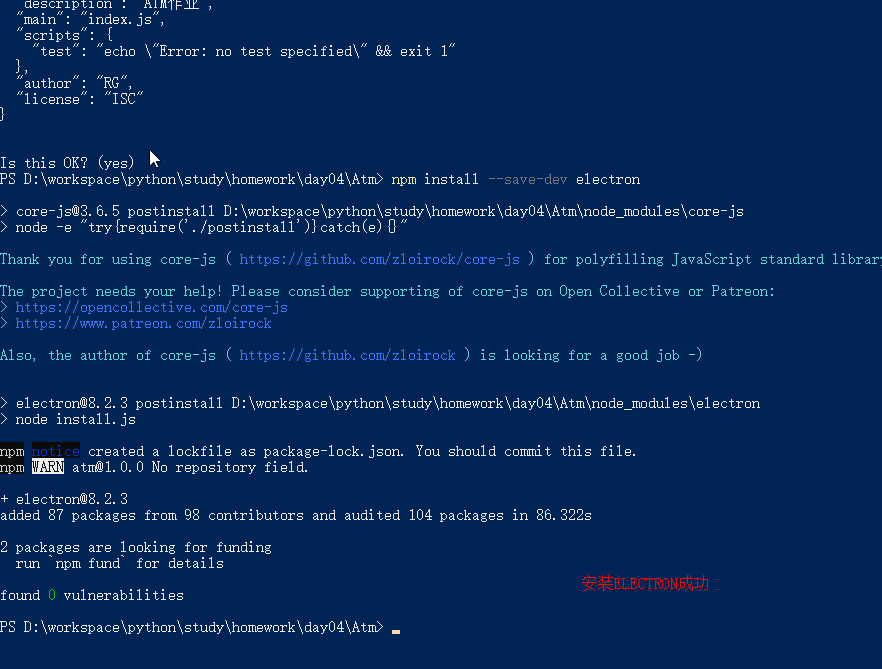 "description": "ATM作业",
"main": "index.js",
"scripts": {
"test": "echo \"Error: no test specified\" && exit 1"
},
"author": "RG",
"license": "ISC"
}
Is this OK? (yes)
PS D:\workspace\python\study\homework\day04\Atm> npm install --save-dev electron
> core-js@3.6.5 postinstall D:\workspace\python\study\homework\day04\Atm\node_modules\core-js
> node -e "try{require('./postinstall')}catch(e){}"
Thank you for using core-js ( https://github.com/zloirock/core-js ) for polyfilling JavaScript standard library
The project needs your help! Please consider supporting of core-js on Open Collective or Patreon:
> https://opencollective.com/core-js
> https://www.patreon.com/zloirock
Also, the author of core-js ( https://github.com/zloirock ) is looking for a good job -)
> electron@8.2.3 postinstall D:\workspace\python\study\homework\day04\Atm\node_modules\electron
> node install.js
npm notice created a lockfile as package-lock.json. You should commit this file.
npm WARN atm@1.0.0 No repository field.
+ electron@8.2.3
added 87 packages from 98 contributors and audited 104 packages in 86.322s
2 packages are looking for funding
run `npm fund` for details
安装ELECTRON成功
found 0 vulnerabilities
PS D:\workspace\python\study\homework\day04\Atm>